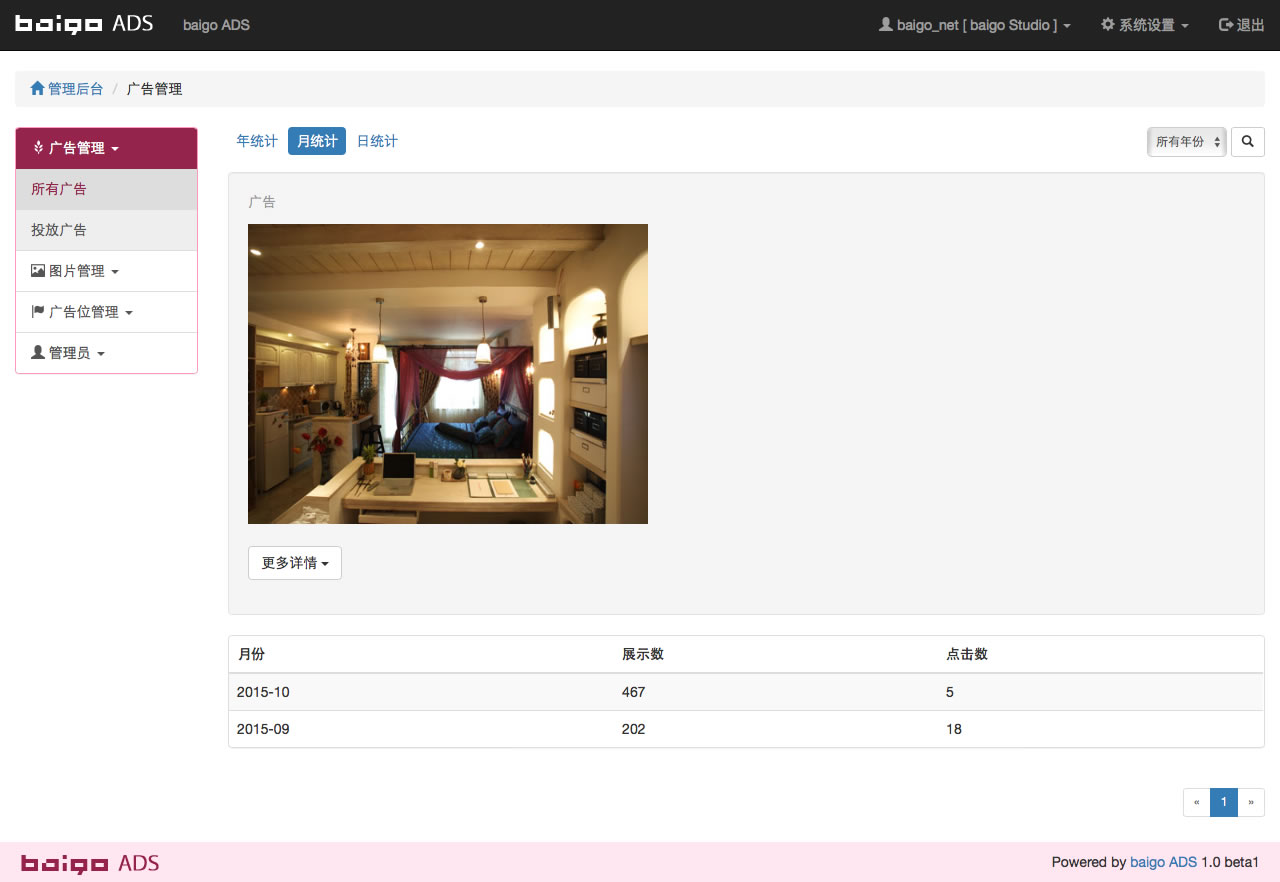 baigo ADS baigo ADS baigo_net [ baigo Studio ] 系统设置 退出
管理后台 / 广告管理
广告管理
所有广告
投放广告
图片管理
广告位管理
管理员
年统计 月统计 日统计 所有年份
广告
更多详情
月份 展示数 点击数
2015-10 467 5
2015-09 202 18
« 1 »
baigo ADS Powered by baigo ADS 1.0 beta1